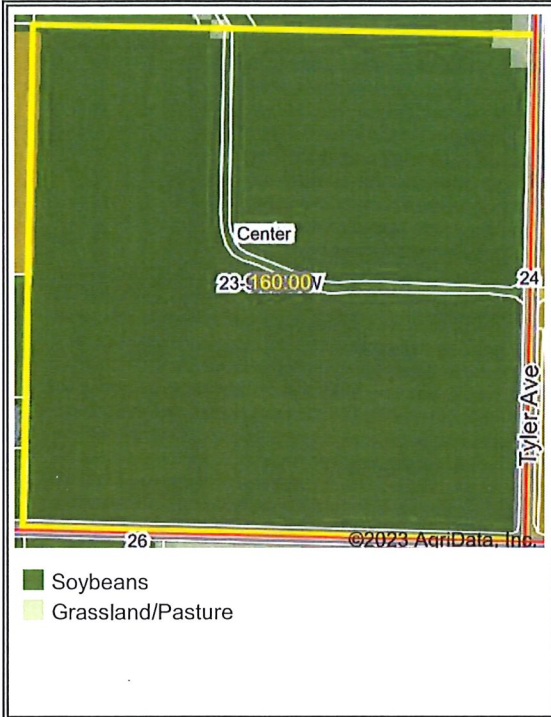 Center
160.00
24
Tyler Ave
26
©2023 AgriData, Inc.
Soybeans
Grassland/Pasture